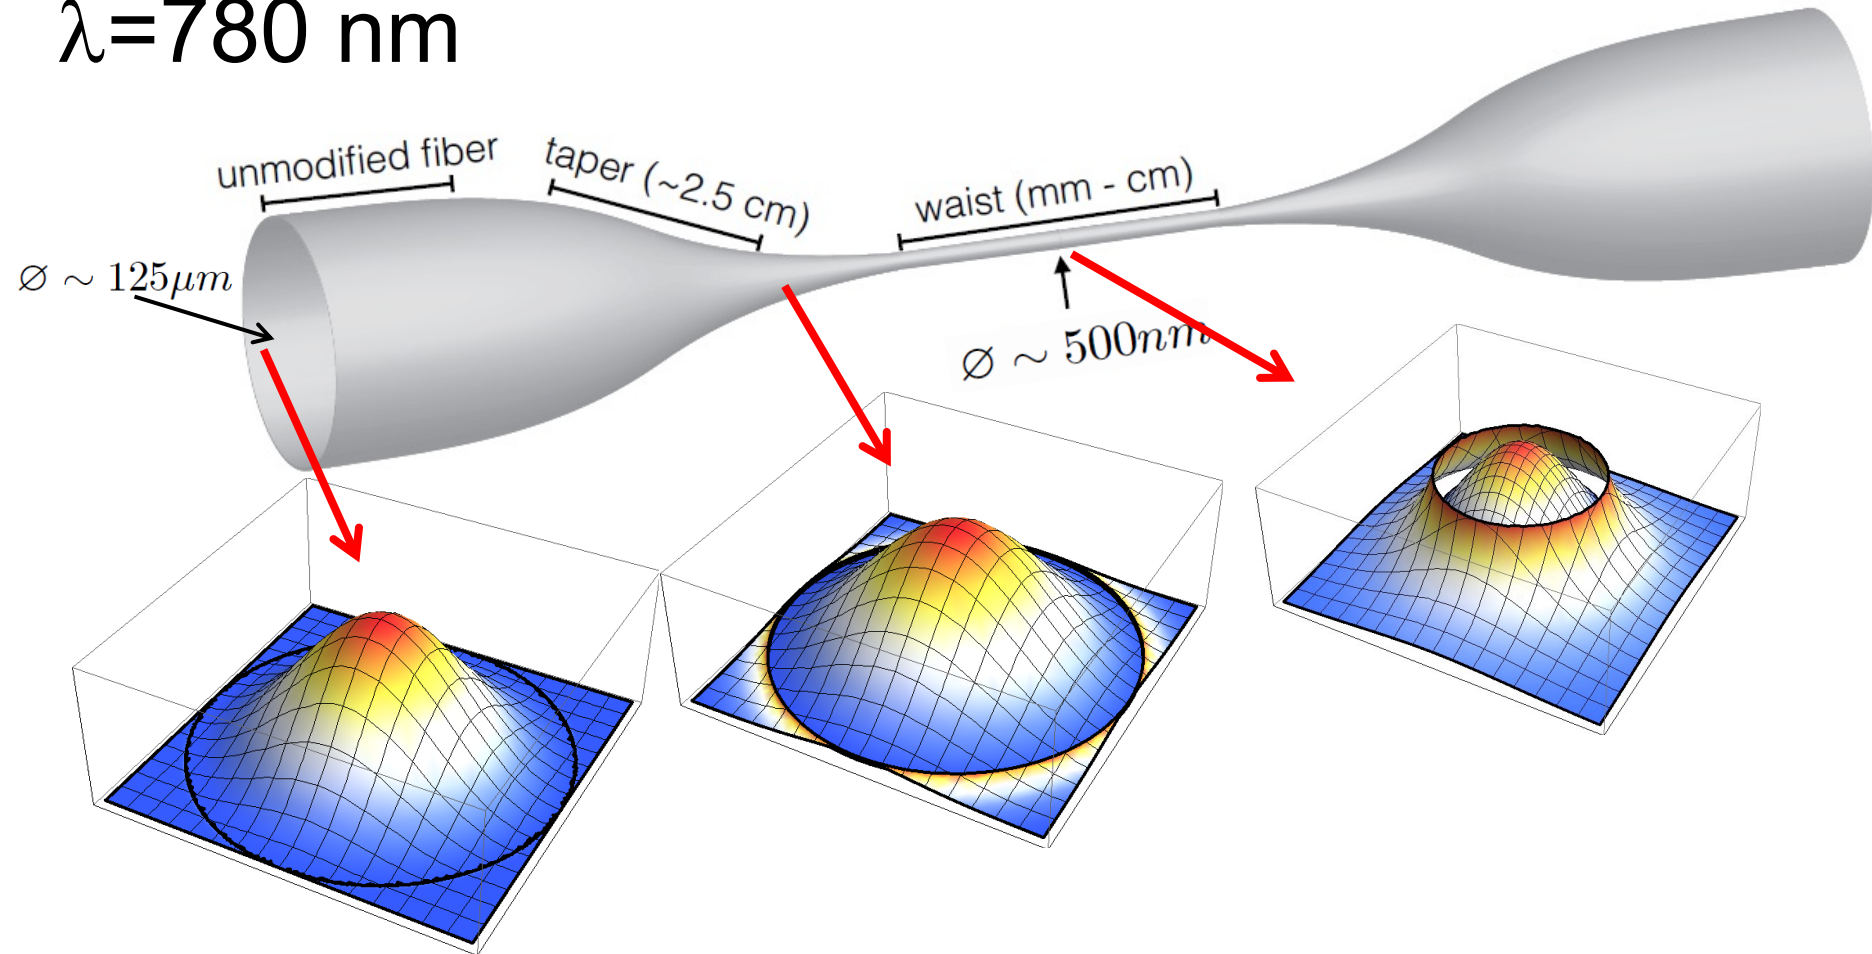 λ=780 nm
unmodified fiber
taper (~2.5 cm)
waist (mm - cm)
∅ ∼ 125μm
∅ ∼ 500nm